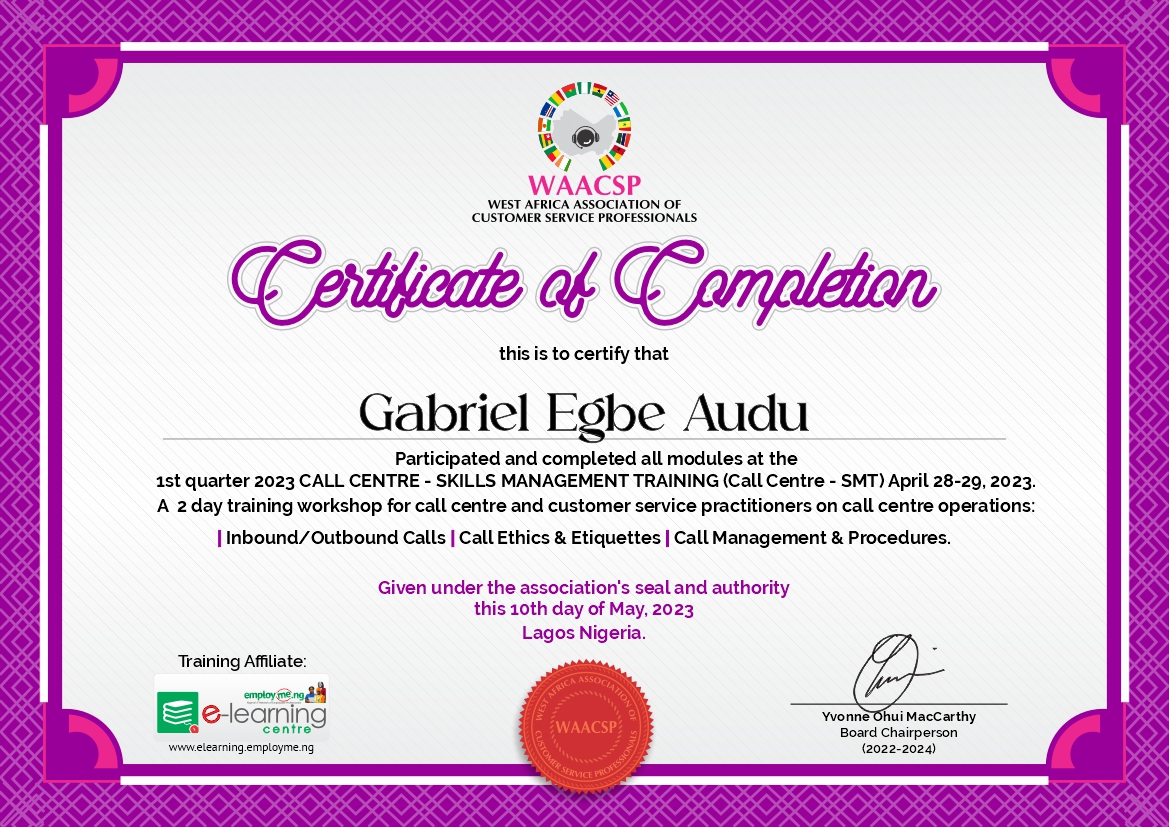 WAACSP
WEST AFRICA ASSOCIATION OF
CUSTOMER SERVICE PROFESSIONALS
Certificate of Completion
this is to certify that
Gabriel Egbe Audu
Participated and completed all modules at the
1st quarter 2023 CALL CENTRE - SKILLS MANAGEMENT TRAINING (Call Centre - SMT) April 28-29, 2023.
A 2 day training workshop for call centre and customer service practitioners on call centre operations:
| Inbound/Outbound Calls | Call Ethics & Etiquettes | Call Management & Procedures.
Given under the association's seal and authority
this 10th day of May, 2023
Lagos Nigeria.
Training Affiliate:
employ me.ng
e-learning
centre
www.elearning.employme.ng
WEST AFRICA ASSOCIATION OF
WAACSP
CUSTOMER SERVICE PROFESSIONALS
Yvonne Ohui MacCarthy
Board Chairperson
(2022-2024)